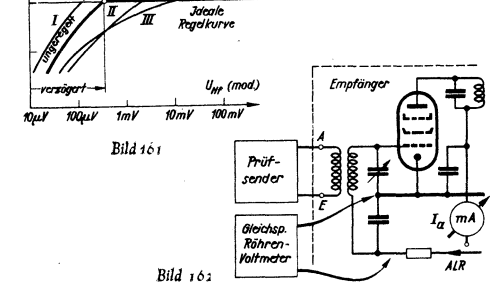 I
ungeregelt
II
III
Ideale
Regelkurve
verzögert
U_Hf (mod.)
10µV
100µV
1mV
10mV
100mV
Bild 161
Empfänger
A
Prüf-
sender
E
Gleichsp.
Röhren-
Voltmeter
I_a
mA
ALR
Bild 162